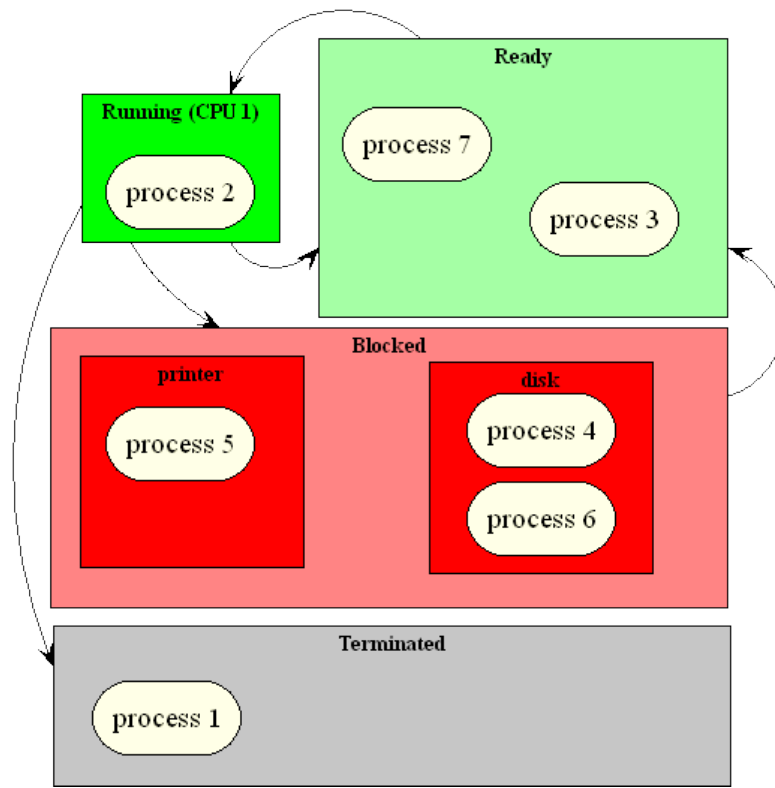 Ready
Running (CPU 1)
process 7
process 2
process 3
Blocked
printer
disk
process 5
process 4
process 6
Terminated
process 1